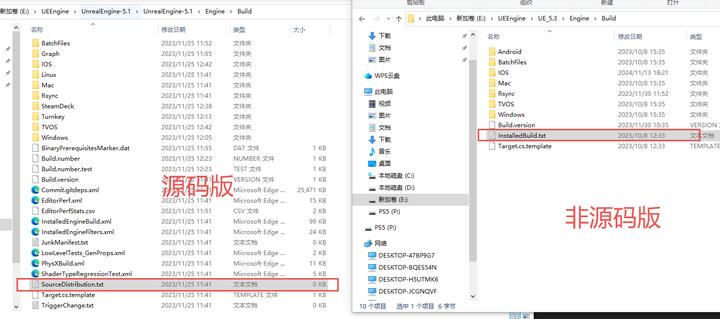 剪贴板
组织
新建
打开
新加卷 (E:) › UEEngine › UnrealEngine-5.1 › UnrealEngine-5.1 › Engine › Build
名称
修改日期
类型
大小
BatchFiles 2023/11/25 11:52 文件夹
Graph 2023/11/25 11:55 文件夹
IOS 2023/11/25 12:42 文件夹
Linux 2023/11/25 11:41 文件夹
Mac 2023/11/25 11:41 文件夹
Rsync 2023/11/25 11:41 文件夹
SteamDeck 2023/11/25 12:38 文件夹
Turnkey 2023/11/25 12:13 文件夹
TVOS 2023/11/25 12:43 文件夹
Windows 2023/11/25 12:05 文件夹
BinaryPrerequisitesMarker.dat 2023/11/25 11:41 DAT 文件 1 KB
Build.number 2023/11/25 12:23 NUMBER 文件 1 KB
Build.number.test 2023/11/25 12:23 TEST 文件 1 KB
Build.version 2023/11/25 11:41 VERSION 文件 1 KB
Commit.gitdeps.xml 2023/11/25 11:41 Microsoft Edge ... 25,471 KB
EditorPerf.xml 2023/11/25 11:41 Microsoft Edge ... 15 KB
EditorPerfStats.csv 2023/11/25 11:41 CSV 文件 2 KB
InstalledEngineBuild.xml 2023/11/25 11:41 Microsoft Edge ... 99 KB
InstalledEngineFilters.xml 2023/11/25 11:41 Microsoft Edge ... 24 KB
JunkManifest.txt 2023/11/25 11:41 文本文档 0 KB
LowLevelTests_GenProps.xml 2023/11/25 11:41 Microsoft Edge ... 2 KB
PhysXBuild.xml 2023/11/25 11:41 Microsoft Edge ... 11 KB
ShaderTypeRegressionTest.xml 2023/11/25 11:41 Microsoft Edge ... 5 KB
SourceDistribution.txt 2023/11/25 11:41 文本文档 0 KB
Target.cs.template 2023/11/25 11:41 TEMPLATE 文件 1 KB
TriggerChange.txt 2023/11/25 11:41 文本文档 0 KB
源码版
此电脑 › 新加卷 (E:) › UEEngine › UE_5.3 › Engine › Build
下载
文档
图片
WPS云盘
此电脑
视频
图片
文档
下载
音乐
桌面
本地磁盘 (C:)
本地磁盘 (D:)
新加卷 (E:)
PS5 (P:)
PS5 (P:)
网络
DESKTOP-47BP9G7
DESKTOP-BQES54N
DESKTOP-H5UTMK6
DESKTOP-JCGNQVF
名称
修改日期
类型
Android 2023/10/8 15:35 文件夹
BatchFiles 2023/10/8 15:35 文件夹
IOS 2024/11/13 18:21 文件夹
Mac 2023/10/8 15:35 文件夹
Rsync 2023/11/30 11:52 文件夹
TVOS 2023/10/8 15:35 文件夹
Windows 2023/10/8 15:35 文件夹
Build.version 2023/11/30 10:35 VERSION 文
InstalledBuild.txt 2023/10/8 12:33 文本文档
Target.cs.template 2023/10/8 12:33 TEMPLATE
非源码版
10 个项目 选中 1 个项目 6 字节